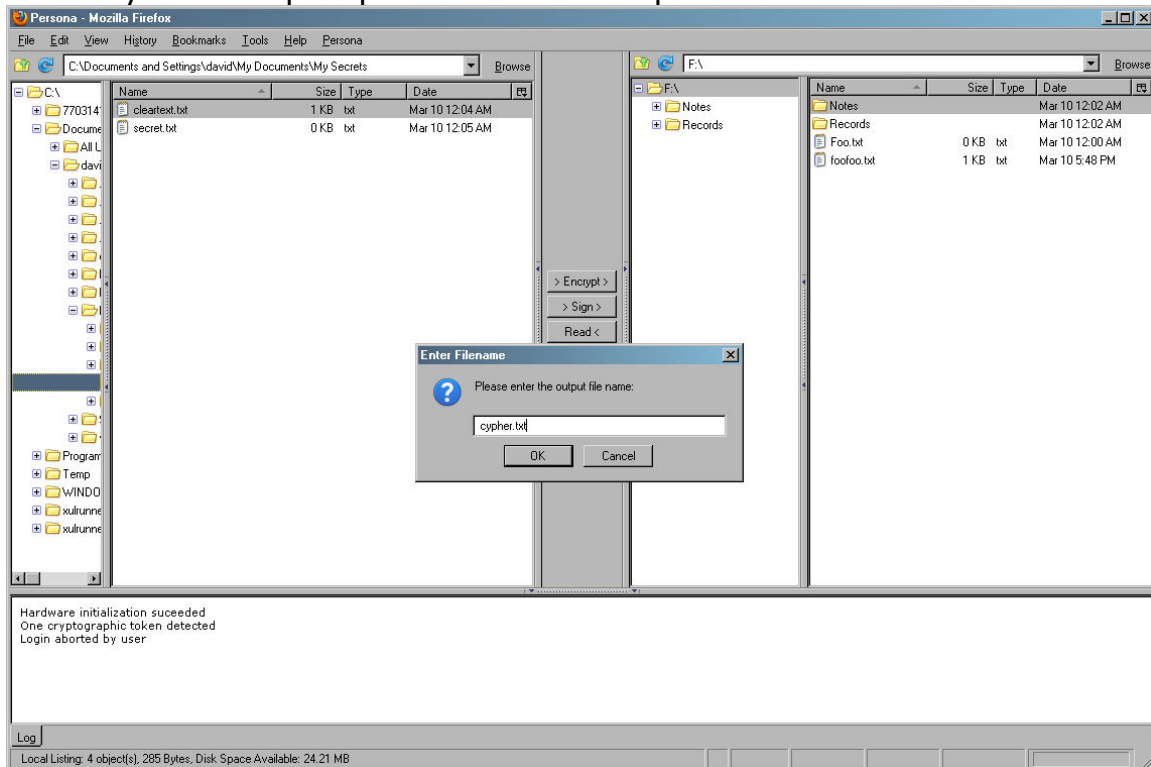 Persona - Mozilla Firefox
File Edit View History Bookmarks Tools Help Persona
C:\Documents and Settings\david\My Documents\My Secrets Browse
F:\ Browse
C:\
770314
Docume
All U
davi
Program
Temp
WINDO
xulrunne
xulrunne
Name Size Type Date
cleartext.txt 1 KB txt Mar 10 12:04 AM
secret.txt 0 KB txt Mar 10 12:05 AM
> Encrypt >
> Sign >
Read <
F:\
Notes
Records
Name Size Type Date
Notes Mar 10 12:02 AM
Records Mar 10 12:02 AM
Foo.txt 0 KB txt Mar 10 12:00 AM
foofoo.txt 1 KB txt Mar 10 5:48 PM
Enter Filename
Please enter the output file name:
cypher.txt
OK Cancel
Hardware initialization suceeded
One cryptographic token detected
Login aborted by user
Log
Local Listing: 4 object(s), 285 Bytes, Disk Space Available: 24.21 MB